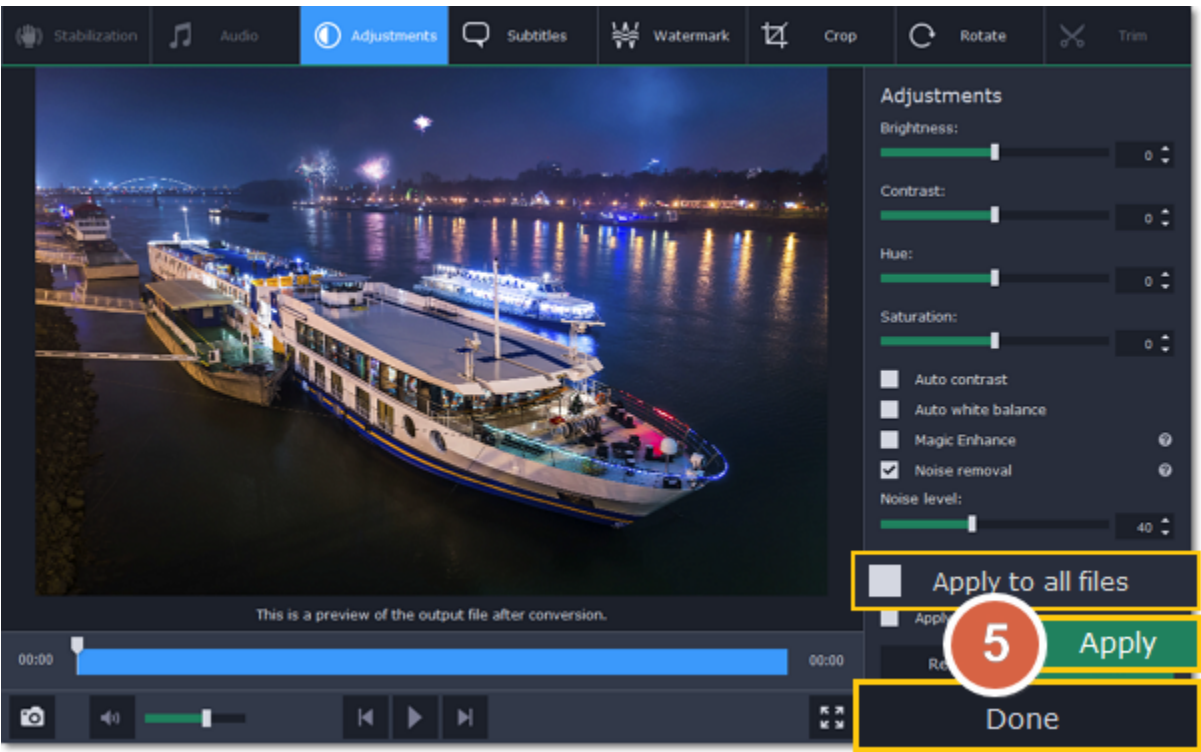 Stabilization
Audio
Adjustments
Subtitles
Watermark
Crop
Rotate
Trim
Adjustments
Brightness:
0
Contrast:
0
Hue:
0
Saturation:
0
Auto contrast
Auto white balance
Magic Enhance
Noise removal
Noise level:
40
Apply to all files
Apply
5
Apply
Re
Done
This is a preview of the output file after conversion.
00:00
00:00